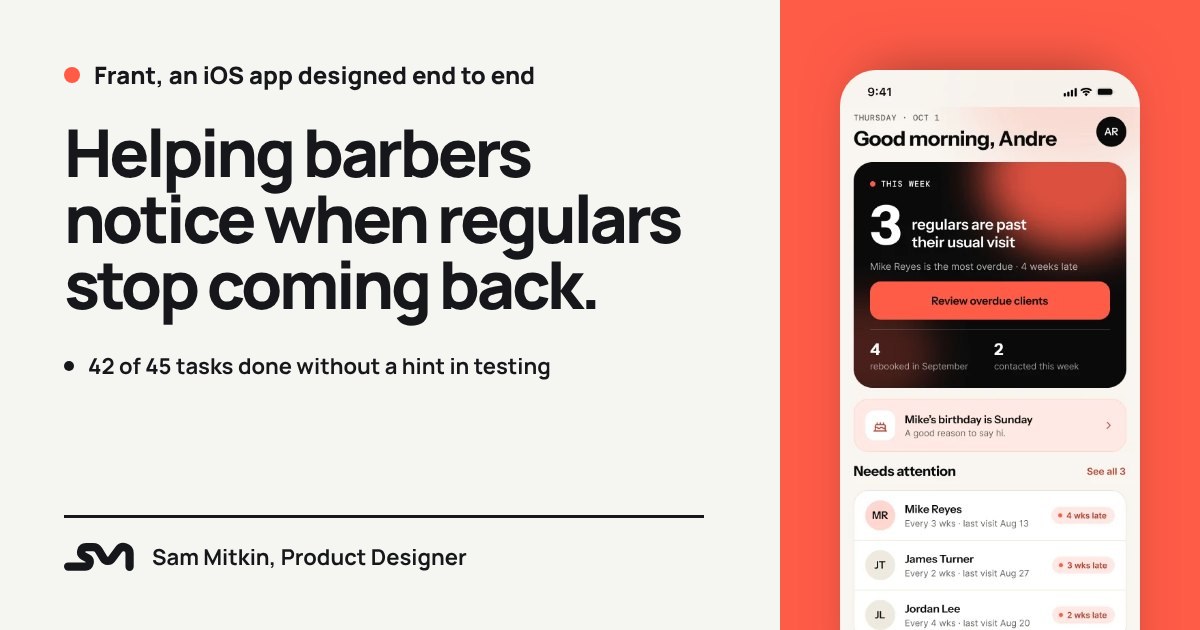 Frant, an iOS app designed end to end
Helping barbers
notice when regulars
stop coming back.
42 of 45 tasks done without a hint in testing
SM
Sam Mitkin, Product Designer
9:41
THURSDAY · OCT 1
Good morning, Andre
AR
THIS WEEK
3 regulars are past
their usual visit
Mike Reyes is the most overdue · 4 weeks late
Review overdue clients
4
rebooked in September
2
contacted this week
Mike's birthday is Sunday
A good reason to say hi.
Needs attention
See all 3
MR
Mike Reyes
Every 3 wks · last visit Aug 13
4 wks late
JT
James Turner
Every 2 wks · last visit Aug 27
3 wks late
JL
Jordan Lee
Every 4 wks · last visit Aug 20
2 wks late